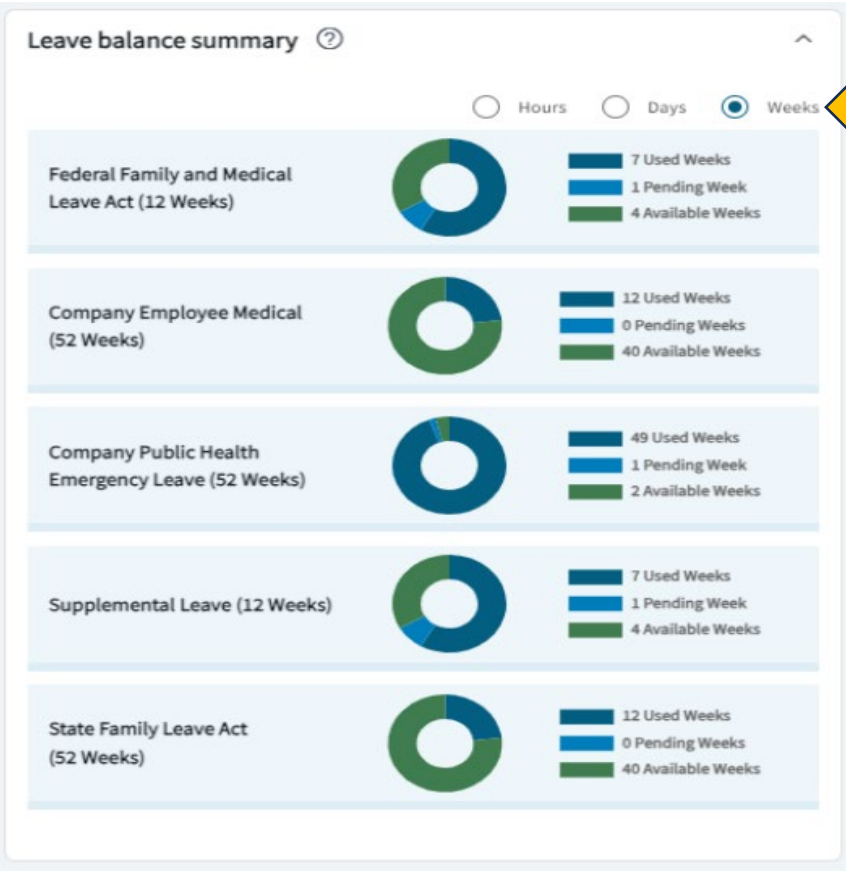 Leave balance summary ?
Hours Days Weeks
Federal Family and Medical
Leave Act (12 Weeks)
7 Used Weeks
1 Pending Week
4 Available Weeks
Company Employee Medical
(52 Weeks)
12 Used Weeks
0 Pending Weeks
40 Available Weeks
Company Public Health
Emergency Leave (52 Weeks)
49 Used Weeks
1 Pending Week
2 Available Weeks
Supplemental Leave (12 Weeks)
7 Used Weeks
1 Pending Week
4 Available Weeks
State Family Leave Act
(52 Weeks)
12 Used Weeks
0 Pending Weeks
40 Available Weeks